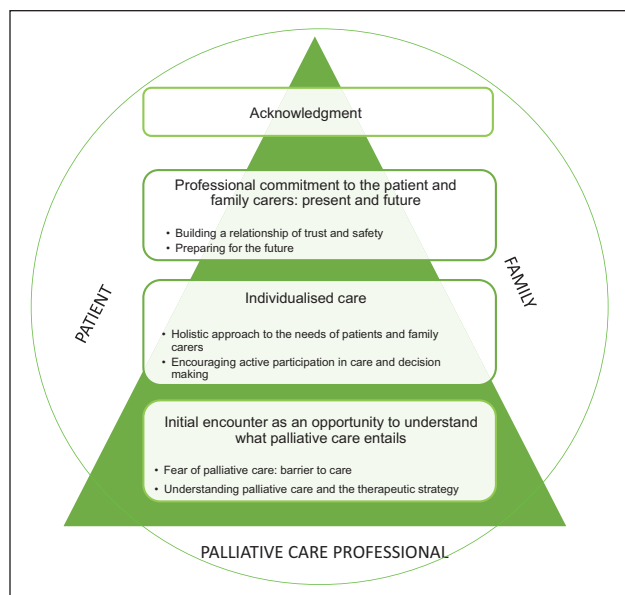 Acknowledgment
Professional commitment to the patient and
family carers: present and future
• Building a relationship of trust and safety
• Preparing for the future
Individualised care
• Holistic approach to the needs of patients and family
carers
• Encouraging active participation in care and decision
making
Initial encounter as an opportunity to understand
what palliative care entails
• Fear of palliative care: barrier to care
• Understanding palliative care and the therapeutic strategy
PATIENT
FAMILY
PALLIATIVE CARE PROFESSIONAL